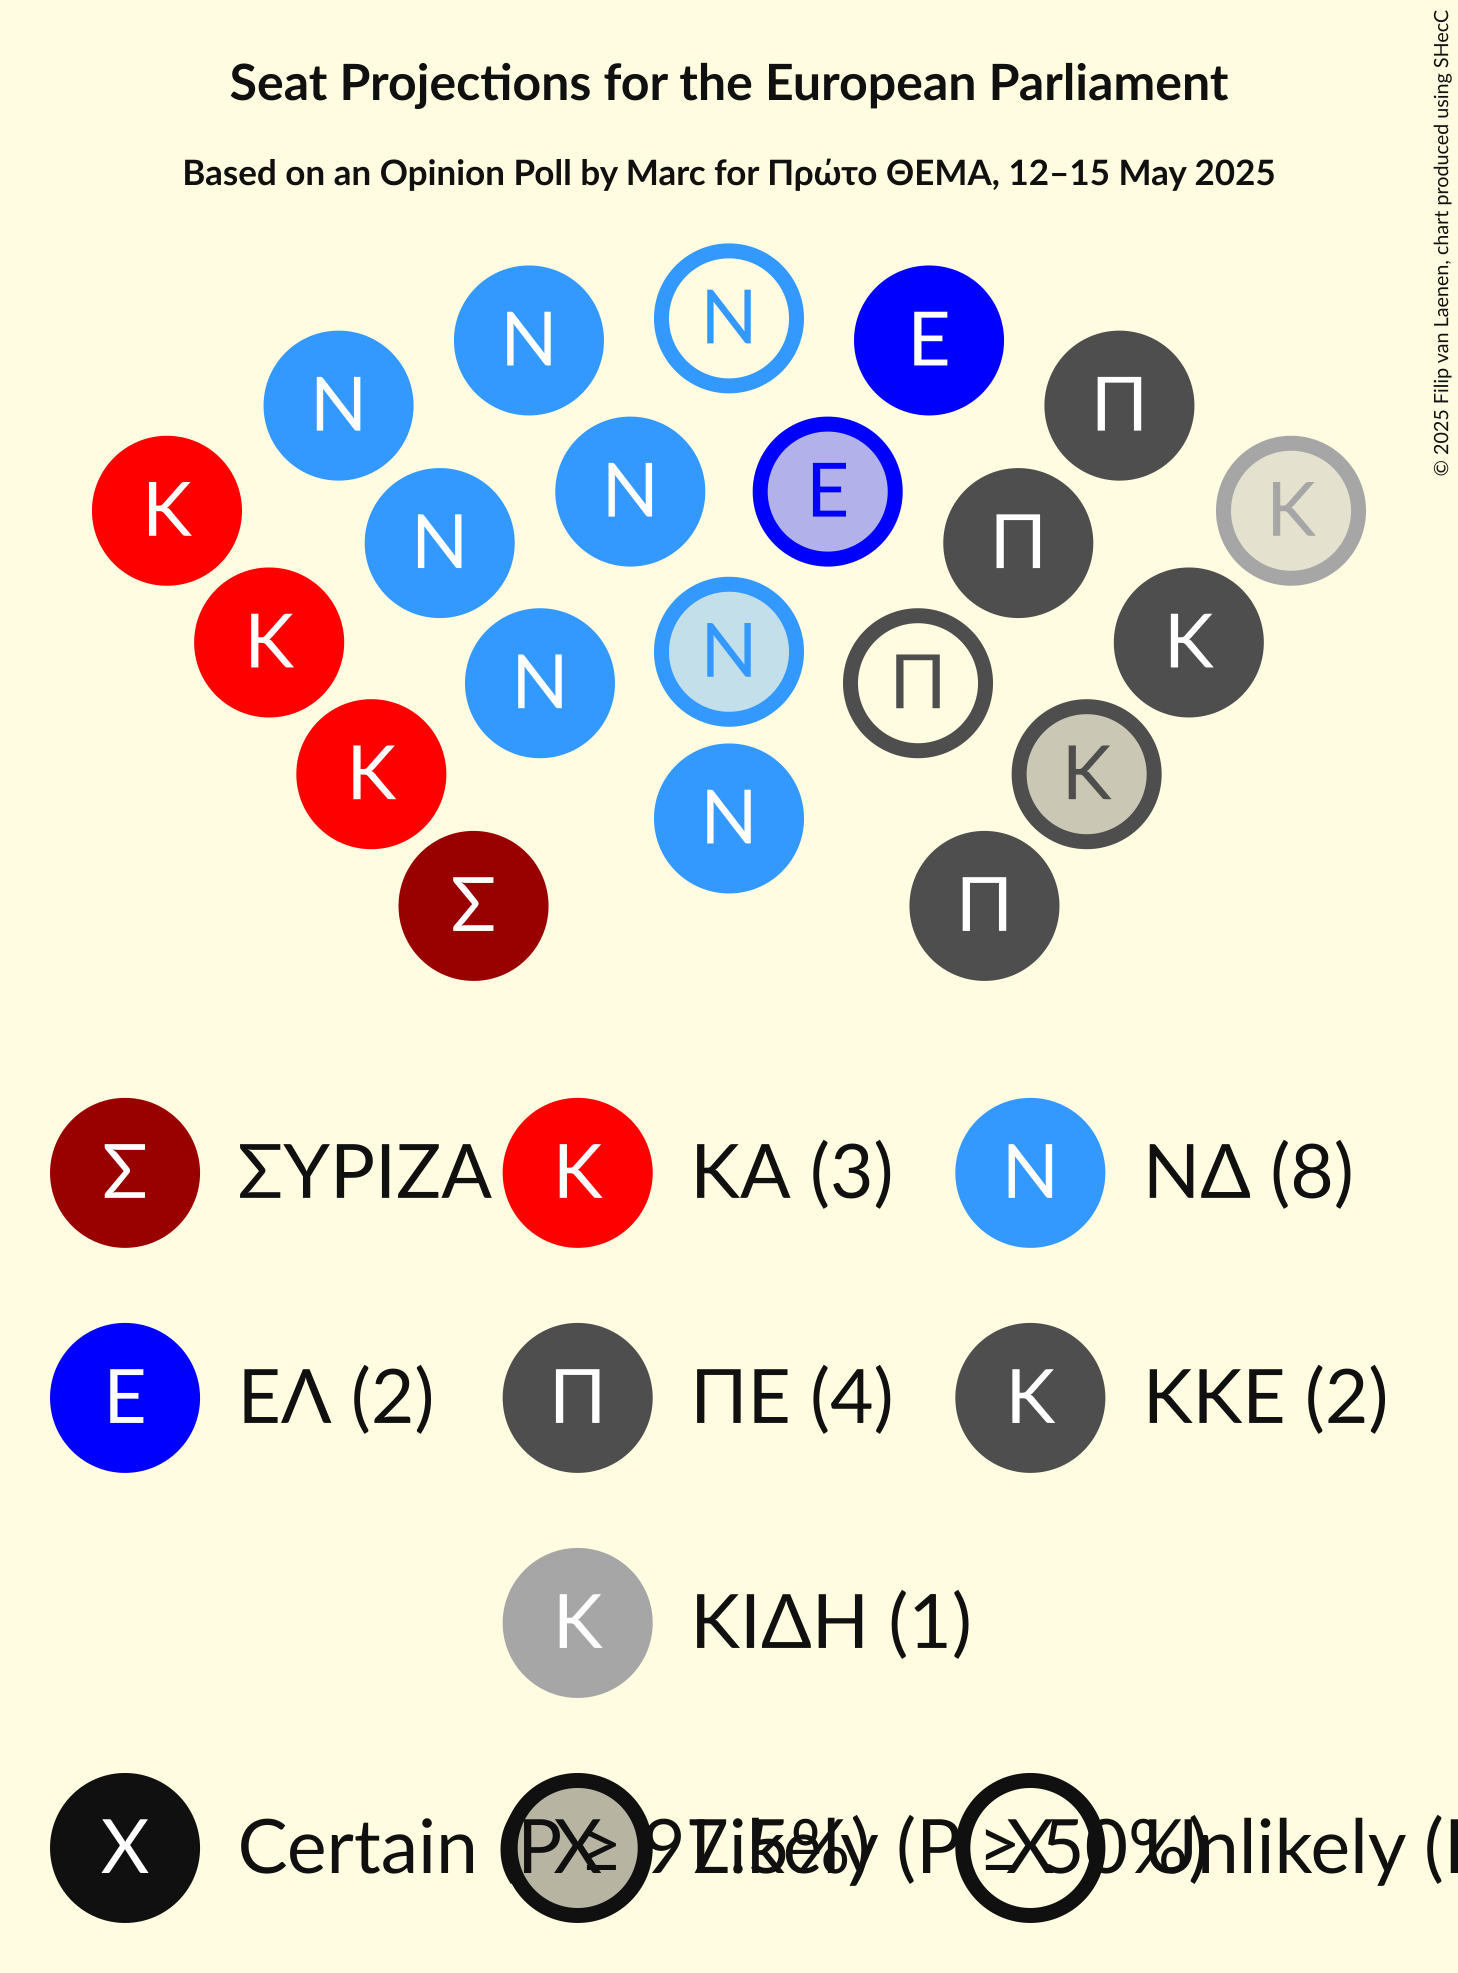 Seat Projections for the European Parliament
Based on an Opinion Poll by Marc for Πρώτο ΘΕΜΑ, 12–15 May 2025
© 2025 Filip van Laenen, chart produced using SHecC
Ν
Ν Ε
Ν Π
Κ Ν Ν Ε Π Κ
Κ Ν Ν Π Κ
Κ Ν Κ
Σ Π
Σ ΣΥΡΙΖΑ Κ ΚΑ (3) Ν ΝΔ (8)
Ε ΕΛ (2) Π ΠΕ (4) Κ ΚΚΕ (2)
Κ ΚΙΔΗ (1)
X Certain (P ≥ 97.5%) X Likely (P ≥ 50%) X Unlikely (